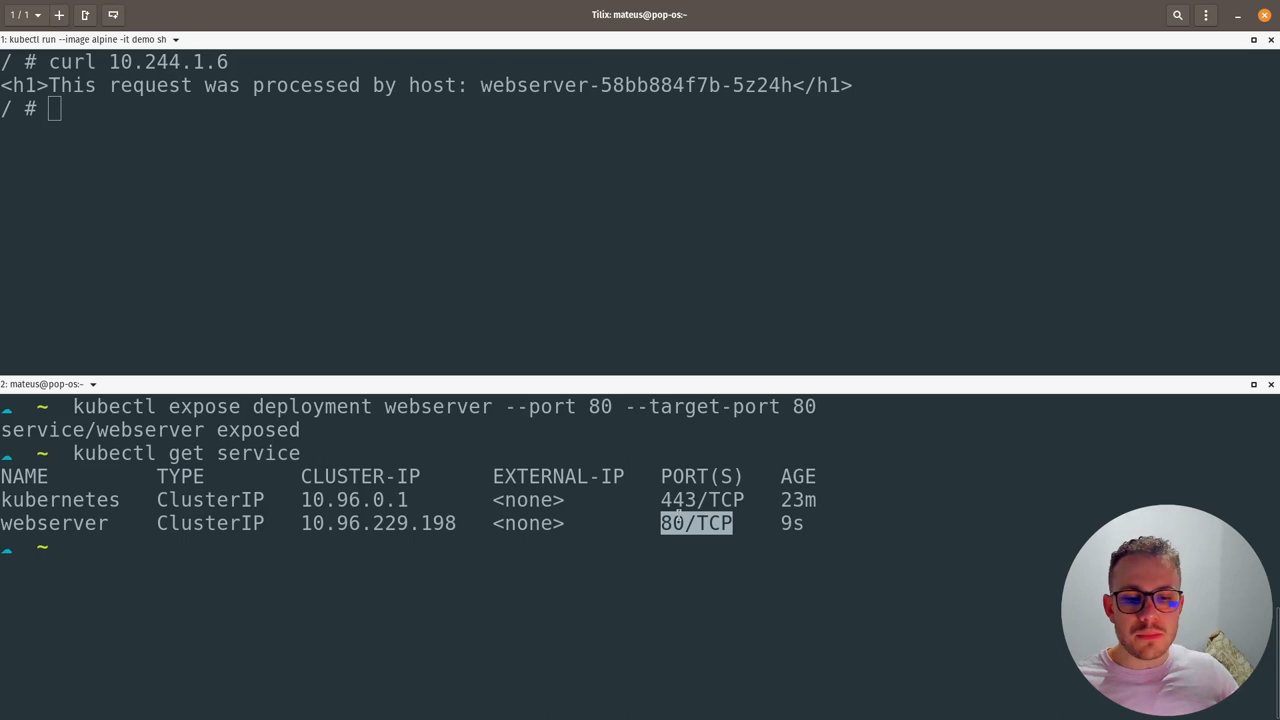 1 / 1
Tilix: mateus@pop-os:~
1: kubectl run --image alpine -it demo sh
/ # curl 10.244.1.6
<h1>This request was processed by host: webserver-58bb884f7b-5z24h</h1>
/ #
2: mateus@pop-os:~
~ kubectl expose deployment webserver --port 80 --target-port 80
service/webserver exposed
~ kubectl get service
NAME TYPE CLUSTER-IP EXTERNAL-IP PORT(S) AGE
kubernetes ClusterIP 10.96.0.1 <none> 443/TCP 23m
webserver ClusterIP 10.96.229.198 <none> 80/TCP 9s
~